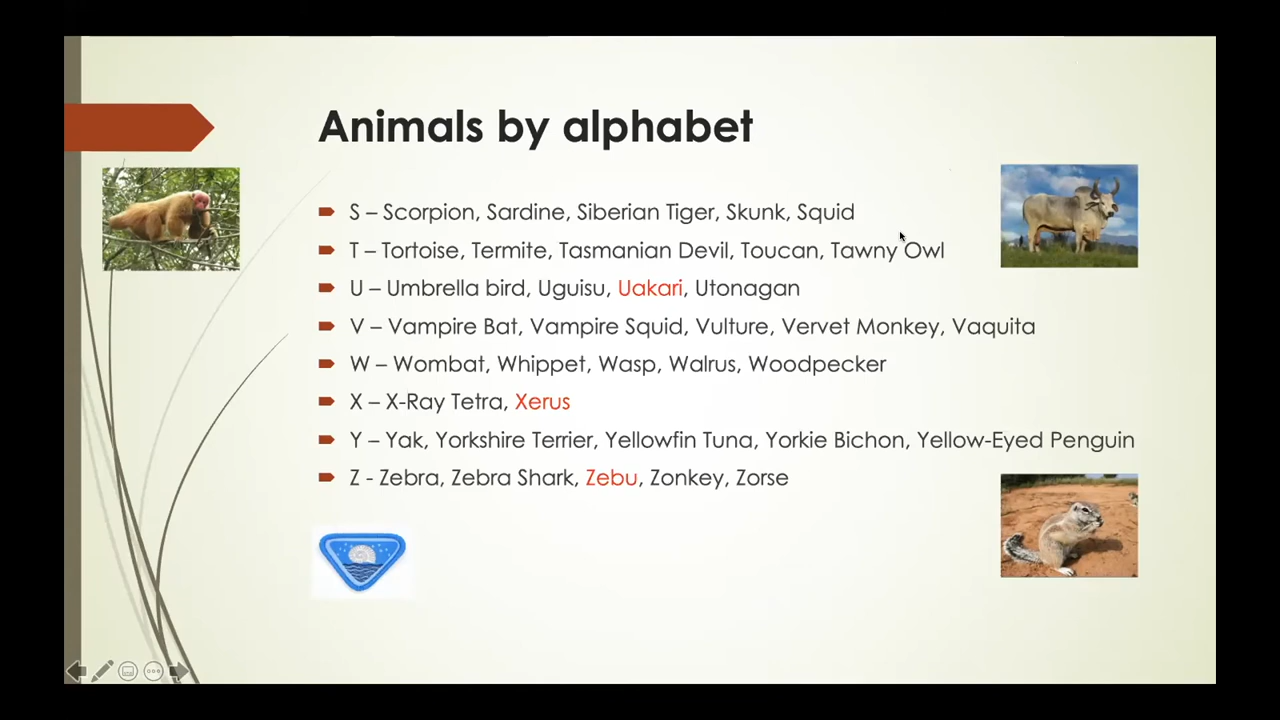 Animals by alphabet
S – Scorpion, Sardine, Siberian Tiger, Skunk, Squid
T – Tortoise, Termite, Tasmanian Devil, Toucan, Tawny Owl
U – Umbrella bird, Uguisu, Uakari, Utonagan
V – Vampire Bat, Vampire Squid, Vulture, Vervet Monkey, Vaquita
W – Wombat, Whippet, Wasp, Walrus, Woodpecker
X – X-Ray Tetra, Xerus
Y – Yak, Yorkshire Terrier, Yellowfin Tuna, Yorkie Bichon, Yellow-Eyed Penguin
Z - Zebra, Zebra Shark, Zebu, Zonkey, Zorse